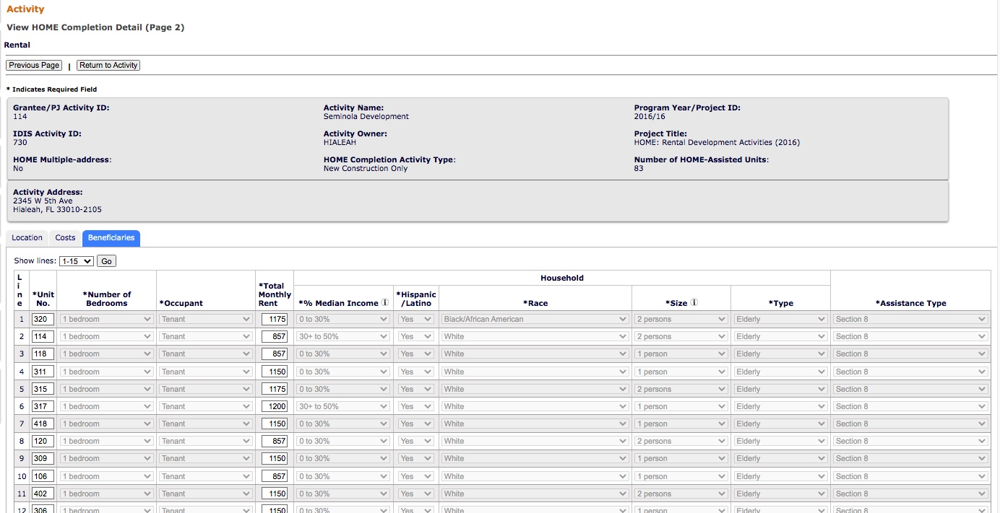 Activity
View HOME Completion Detail (Page 2)
Rental
Previous Page | Return to Activity
* Indicates Required Field
Grantee/PJ Activity ID: Activity Name: Program Year/Project ID:
114 Seminola Development 2016/16
IDIS Activity ID: Activity Owner: Project Title:
730 HIALEAH HOME: Rental Development Activities (2016)
HOME Multiple-address: HOME Completion Activity Type: Number of HOME-Assisted Units:
No New Construction Only 83
Activity Address:
2345 W 5th Ave
Hialeah, FL 33010-2105
Location Costs Beneficiaries
Show lines: 1-15 Go
Household
Line *Unit No. *Number of Bedrooms *Occupant *Total Monthly Rent *% Median Income *Hispanic /Latino *Race *Size *Type *Assistance Type
1 320 1 bedroom Tenant 1175 0 to 30% Yes Black/African American 2 persons Elderly Section 8
2 114 1 bedroom Tenant 857 30+ to 50% Yes White 2 persons Elderly Section 8
3 118 1 bedroom Tenant 857 0 to 30% Yes White 1 person Elderly Section 8
4 311 1 bedroom Tenant 1150 0 to 30% Yes White 1 person Elderly Section 8
5 315 1 bedroom Tenant 1175 0 to 30% Yes White 2 persons Elderly Section 8
6 317 1 bedroom Tenant 1200 30+ to 50% Yes White 1 person Elderly Section 8
7 418 1 bedroom Tenant 1150 0 to 30% Yes White 1 person Elderly Section 8
8 120 1 bedroom Tenant 857 0 to 30% Yes White 2 persons Elderly Section 8
9 309 1 bedroom Tenant 1150 0 to 30% Yes White 1 person Elderly Section 8
10 106 1 bedroom Tenant 857 0 to 30% Yes White 1 person Elderly Section 8
11 402 1 bedroom Tenant 1150 0 to 30% Yes White 2 persons Elderly Section 8
12 306 1 bedroom Tenant 1150 0 to 30% Yes White 1 person Elderly Section 8